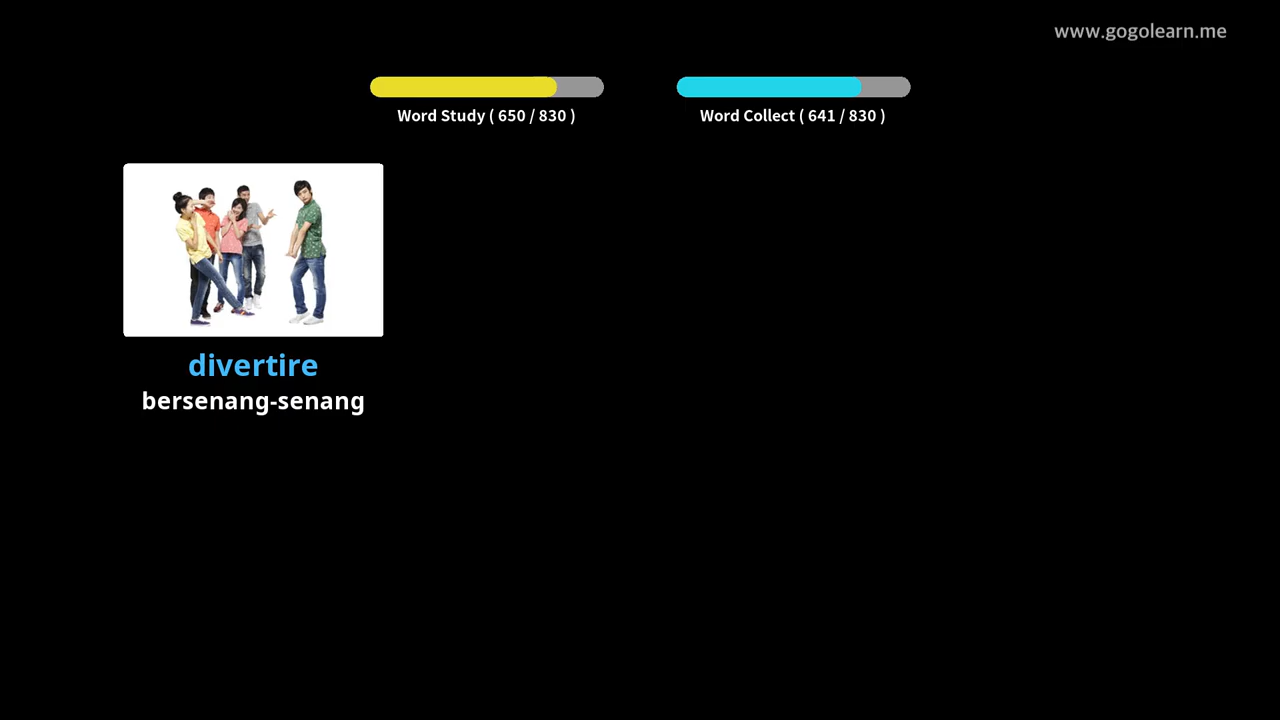 www.gogolearn.me
Word Study ( 650 / 830 )
Word Collect ( 641 / 830 )
divertire
bersenang-senang